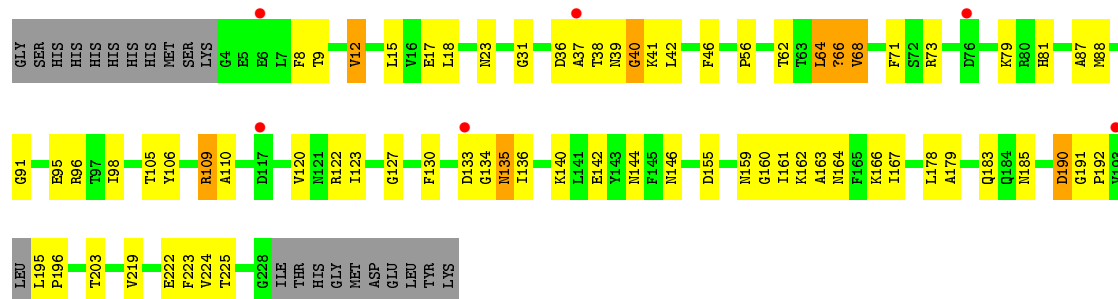 GLY SER HIS HIS HIS HIS HIS HIS MET SER LYS G4 E5 E6 L7 F8 T9 V12 L15 V16 E17 L18 N23 G31 D36 A37 T38 N39 G40 K41 L42 F46 P56 T62 T63 L64 ?66 V68 F71 S72 R73 D76 K79 R80 H81 A87 M88
G91 E95 R96 T97 I98 T105 Y106 R109 A110 D117 V120 N121 R122 I123 G127 F130 D133 G134 N135 I136 K140 L141 E142 Y143 N144 F145 N146 D155 N159 G160 I161 K162 A163 N164 F165 K166 I167 L178 A179 Q183 Q184 N185 D190 G191 P192 V193
LEU L195 P196 T203 V219 E222 F223 V224 T225 G228 ILE THR HIS GLY MET ASP GLU LEU TYR LYS